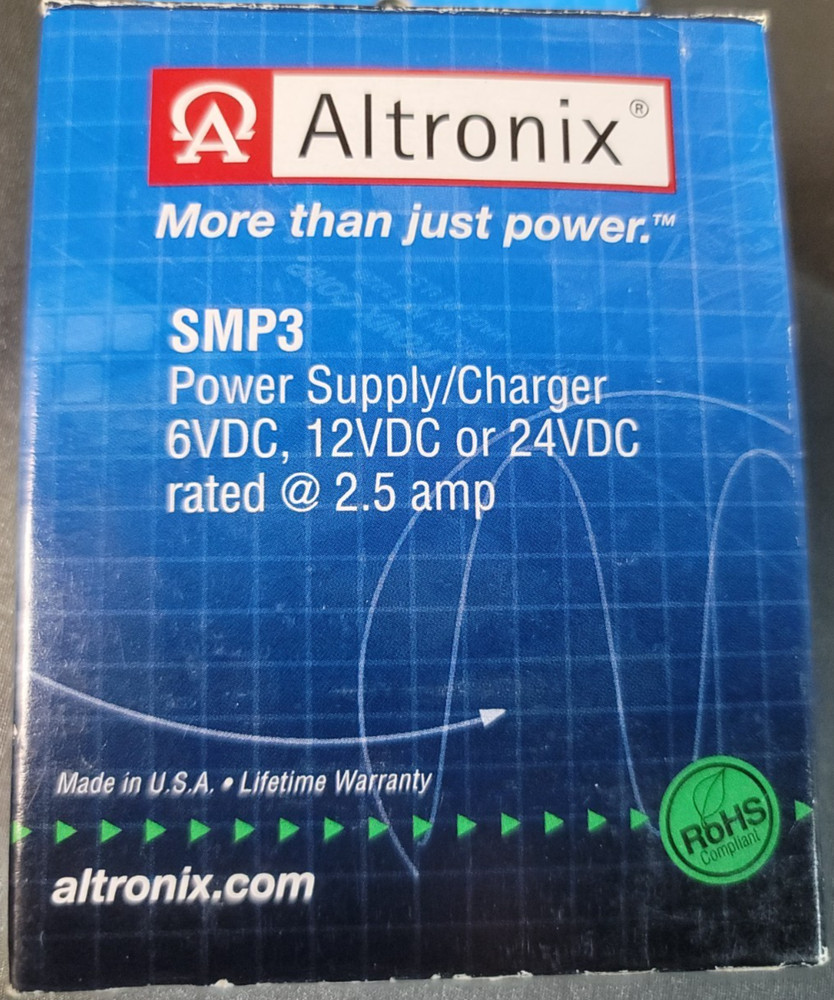 Altronix®
More than just power.™
SMP3
Power Supply/Charger
6VDC, 12VDC or 24VDC
rated @ 2.5 amp
Made in U.S.A. • Lifetime Warranty
RoHS
Compliant
altronix.com